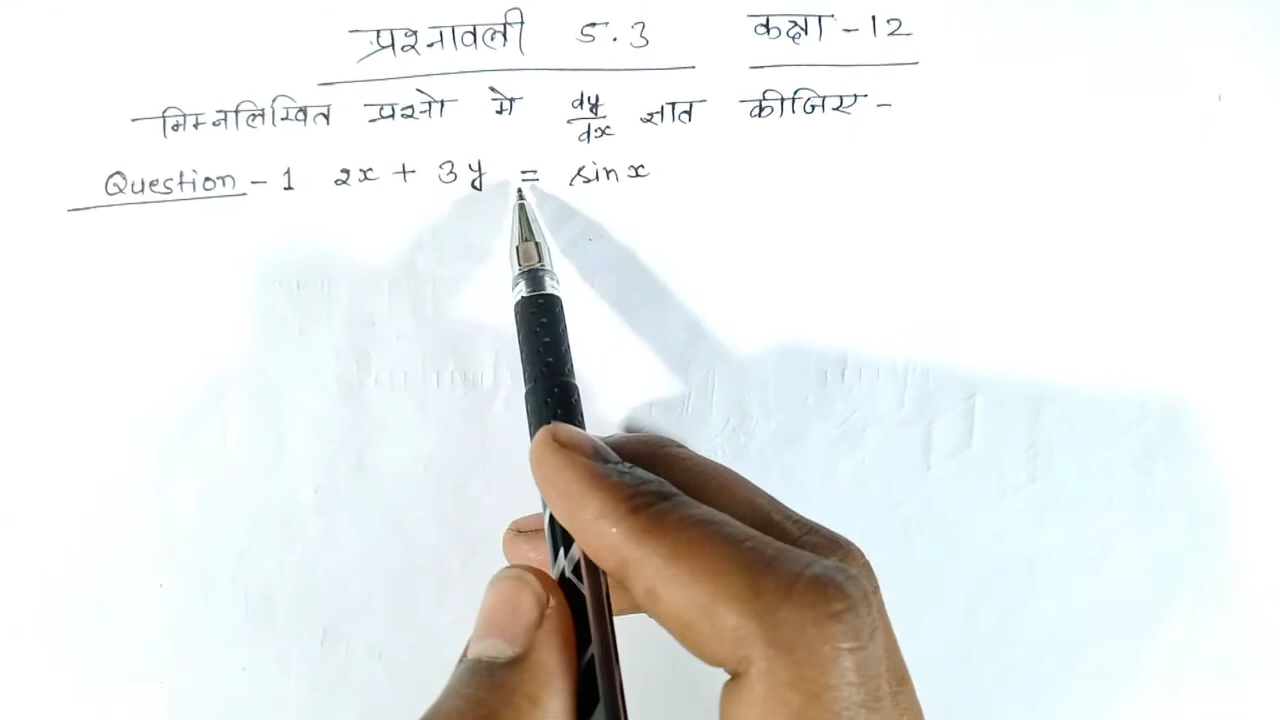 प्रश्नावली 5.3 कक्षा - 12
निम्नलिखित प्रश्नो मे dy/dx ज्ञात कीजिए -
Question - 1 2x + 3y = sin x